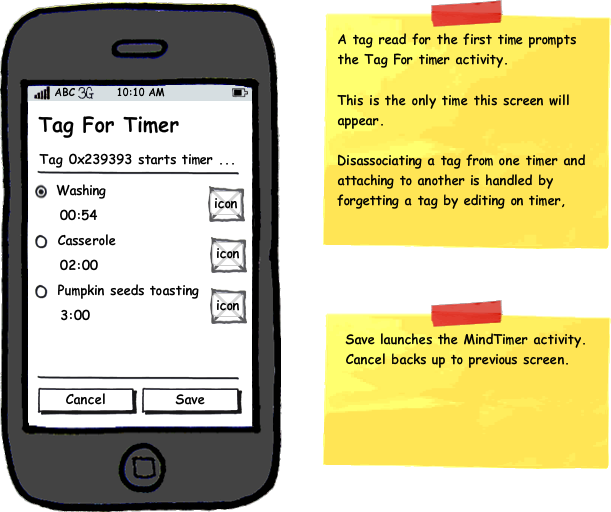 ABC 3G 10:10 AM
Tag For Timer
Tag 0x239393 starts timer ...
Washing
icon
00:54
Casserole
icon
02:00
Pumpkin seeds toasting
icon
3:00
Cancel
Save
A tag read for the first time prompts
the Tag For timer activity.
This is the only time this screen will
appear.
Disassociating a tag from one timer and
attaching to another is handled by
forgetting a tag by editing on timer,
Save launches the MindTimer activity.
Cancel backs up to previous screen.